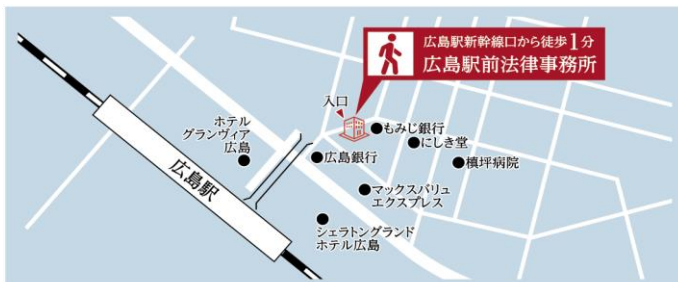 広島駅新幹線口から徒歩1分
広島駅前法律事務所
入口
ホテル
グランヴィア
広島
もみじ銀行
にしき堂
広島銀行
槙坪病院
広島駅
マックスバリュ
エクスプレス
シェラトングランド
ホテル広島